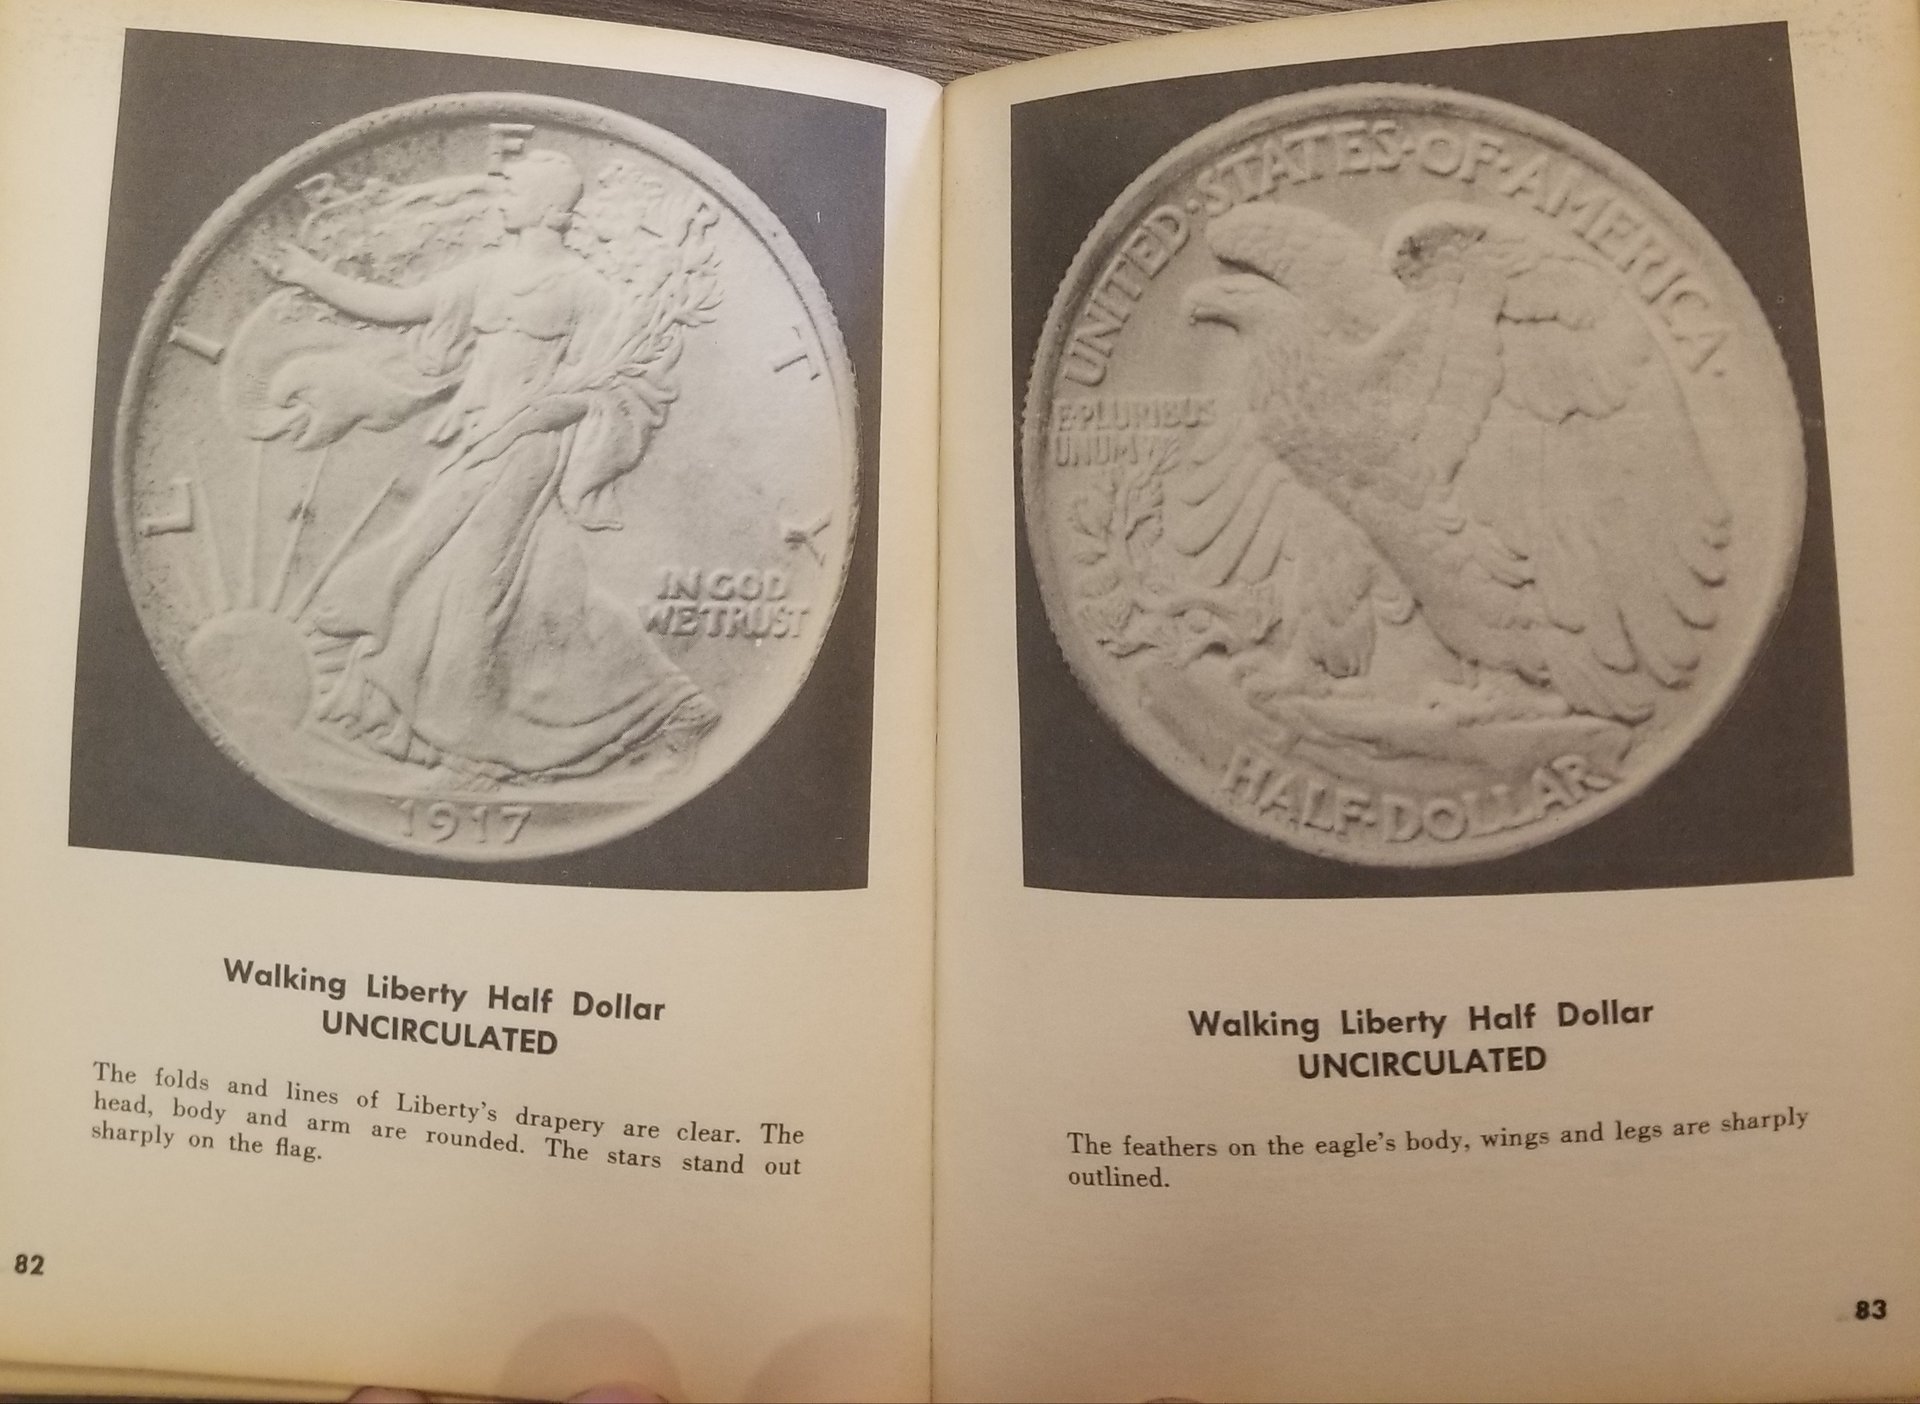 LIBERTY
IN GOD
WE TRUST
1917
Walking Liberty Half Dollar
UNCIRCULATED
The folds and lines of Liberty's drapery are clear. The
head, body and arm are rounded. The stars stand out
sharply on the flag.
82
UNITED·STATES·OF·AMERICA·
E·PLURIBUS
UNUM
HALF·DOLLAR
Walking Liberty Half Dollar
UNCIRCULATED
The feathers on the eagle's body, wings and legs are sharply
outlined.
83